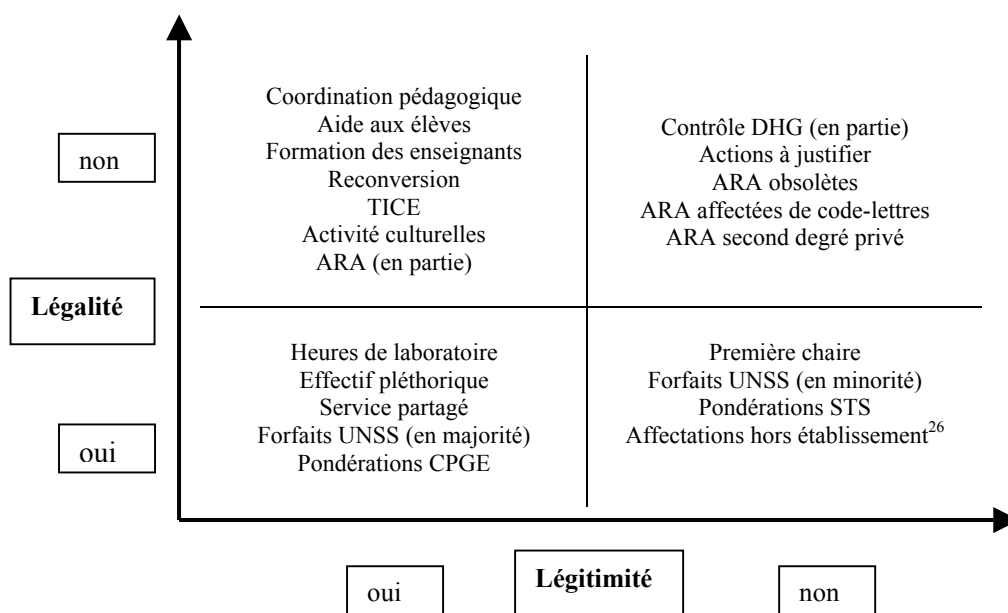 Coordination pédagogique
Aide aux élèves
Formation des enseignants
Reconversion
TICE
Activité culturelles
ARA (en partie)
Contrôle DHG (en partie)
Actions à justifier
ARA obsolètes
ARA affectées de code-lettres
ARA second degré privé
non
Légalité
Heures de laboratoire
Effectif pléthorique
Service partagé
Forfaits UNSS (en majorité)
Pondérations CPGE
Première chaire
Forfaits UNSS (en minorité)
Pondérations STS
Affectations hors établissement26
oui
oui
Légitimité
non